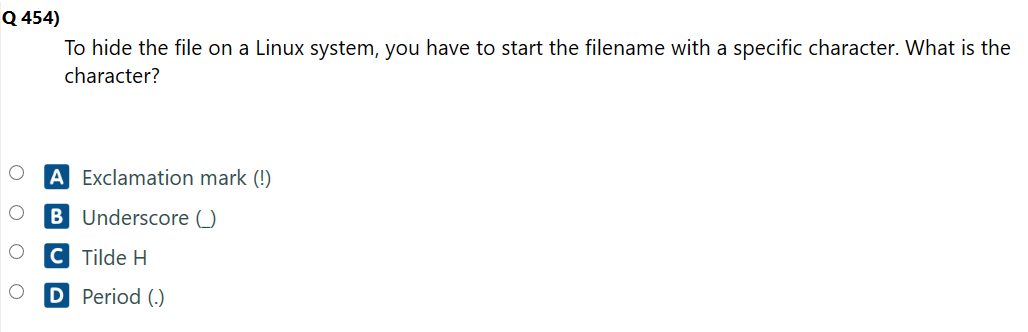 Q 454)
To hide the file on a Linux system, you have to start the filename with a specific character. What is the
character?
A Exclamation mark (!)
B Underscore (_)
C Tilde H
D Period (.)